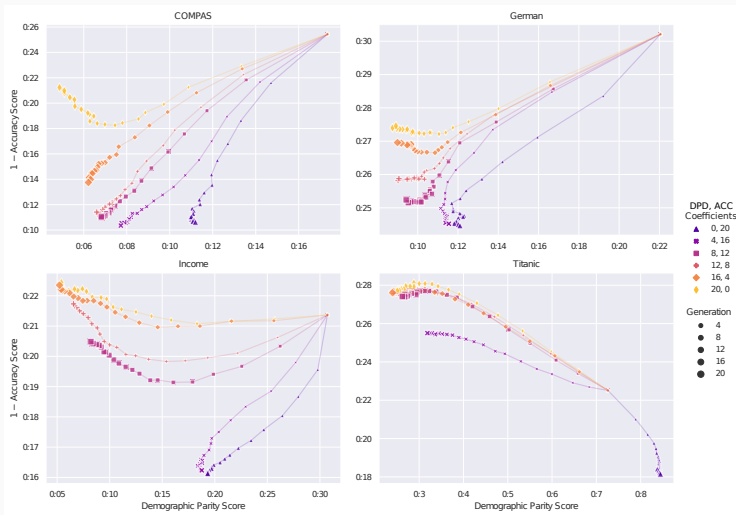 COMPAS
German
0:26
0:24
0:22
0:20
0:18
0:16
0:14
0:12
0:10
1 − Accuracy Score
0:06 0:08 0:10 0:12 0:14 0:16
0:30
0:29
0:28
0:27
0:26
0:25
0:10 0:12 0:14 0:16 0:18 0:20 0:22
DPD, ACC
Coefficients
0, 20
4, 16
8, 12
12, 8
16, 4
20, 0
Generation
4
8
12
16
20
Income
Titanic
0:22
0:21
0:20
0:19
0:18
0:17
0:16
1 − Accuracy Score
0:05 0:10 0:15 0:20 0:25 0:30
Demographic Parity Score
0:28
0:26
0:24
0:22
0:20
0:18
0:3 0:4 0:5 0:6 0:7 0:8
Demographic Parity Score